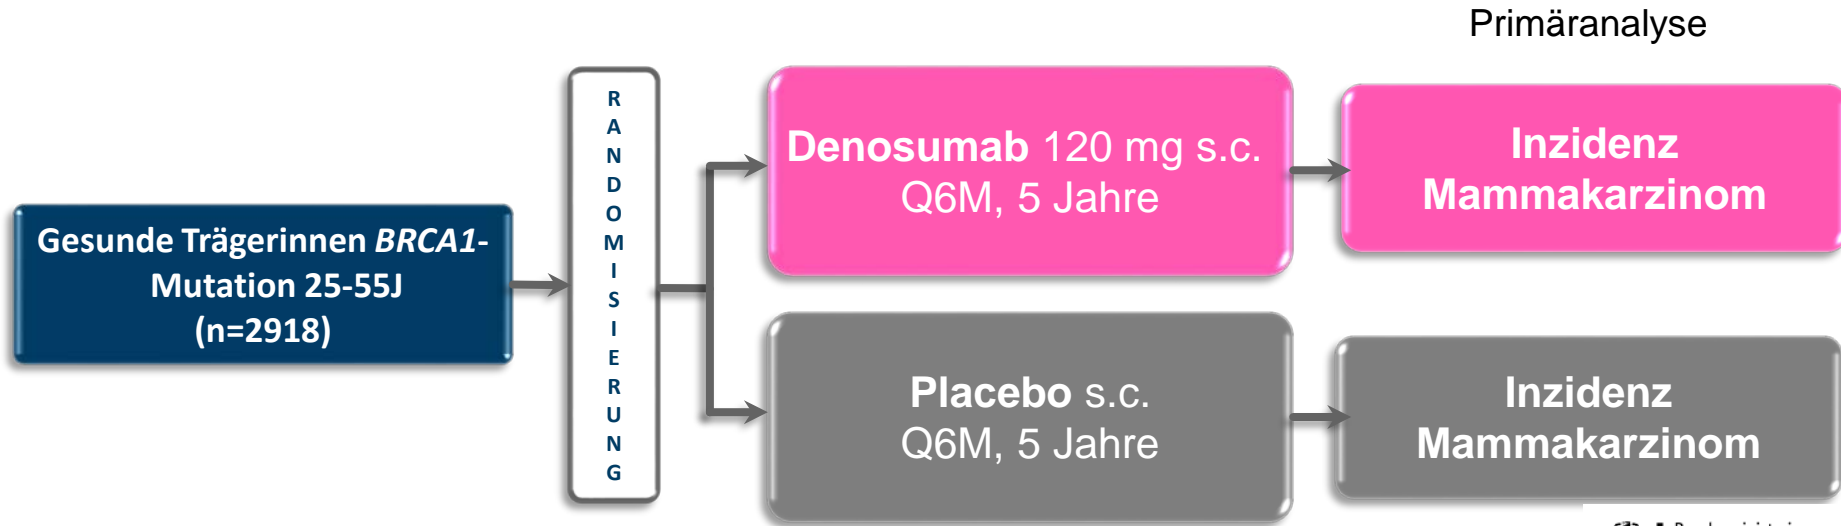 Primäranalyse
Gesunde Trägerinnen BRCA1-
Mutation 25-55J
(n=2918)
RANDOMISIERUNG
Denosumab 120 mg s.c.
Q6M, 5 Jahre
Inzidenz
Mammakarzinom
Placebo s.c.
Q6M, 5 Jahre
Inzidenz
Mammakarzinom